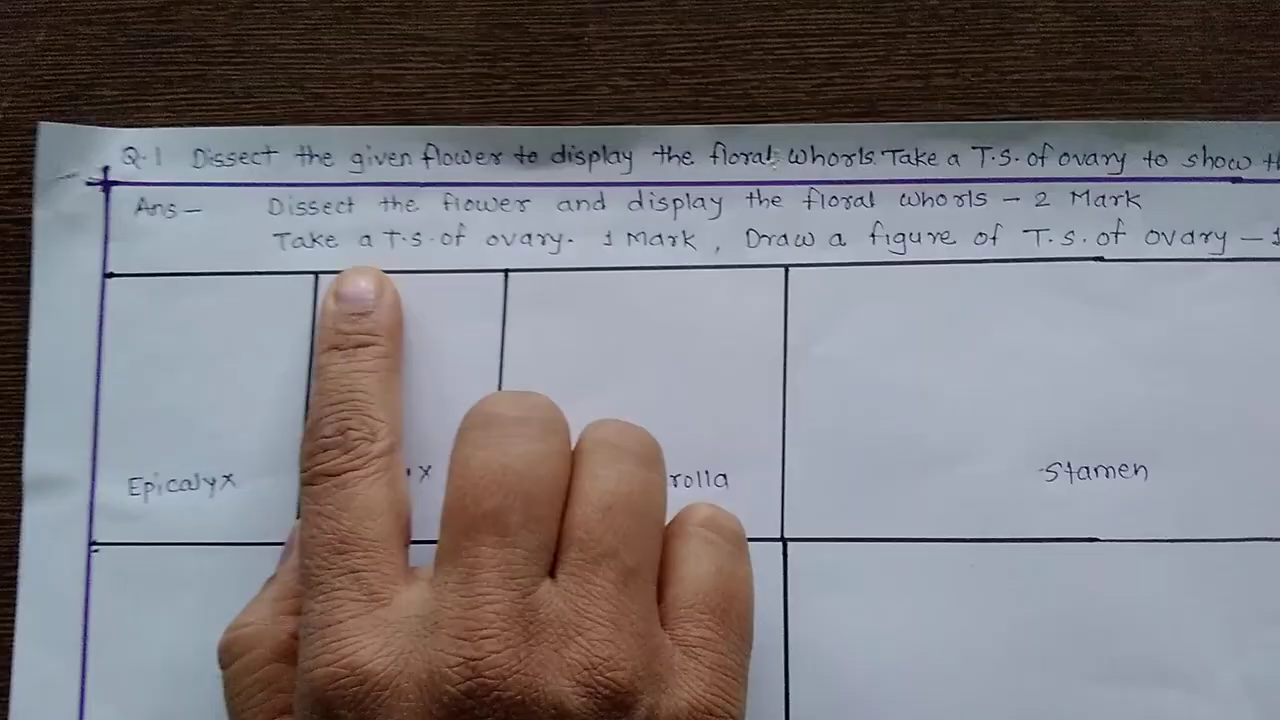 Q.1 Dissect the given flower to display the floral whorls. Take a T.S. of ovary to show
Ans - Dissect the flower and display the floral whorls - 2 Mark
Take a T.S. of ovary. 1 Mark, Draw a figure of T.S. of ovary -
Epicalyx x rolla Stamen